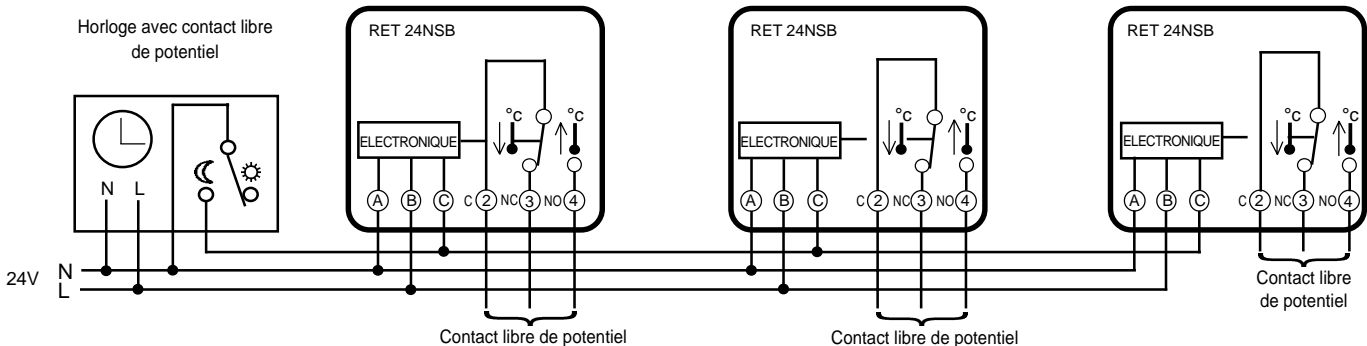 Horloge avec contact libre
de potentiel
N L
24V
N
L
RET 24NSB
ELECTRONIQUE
°c °c
A B C C 2 NC 3 NO 4
Contact libre de potentiel
RET 24NSB
ELECTRONIQUE
°c °c
A B C C 2 NC 3 NO 4
Contact libre de potentiel
RET 24NSB
ELECTRONIQUE
°c °c
A B C C 2 NC 3 NO 4
Contact libre
de potentiel